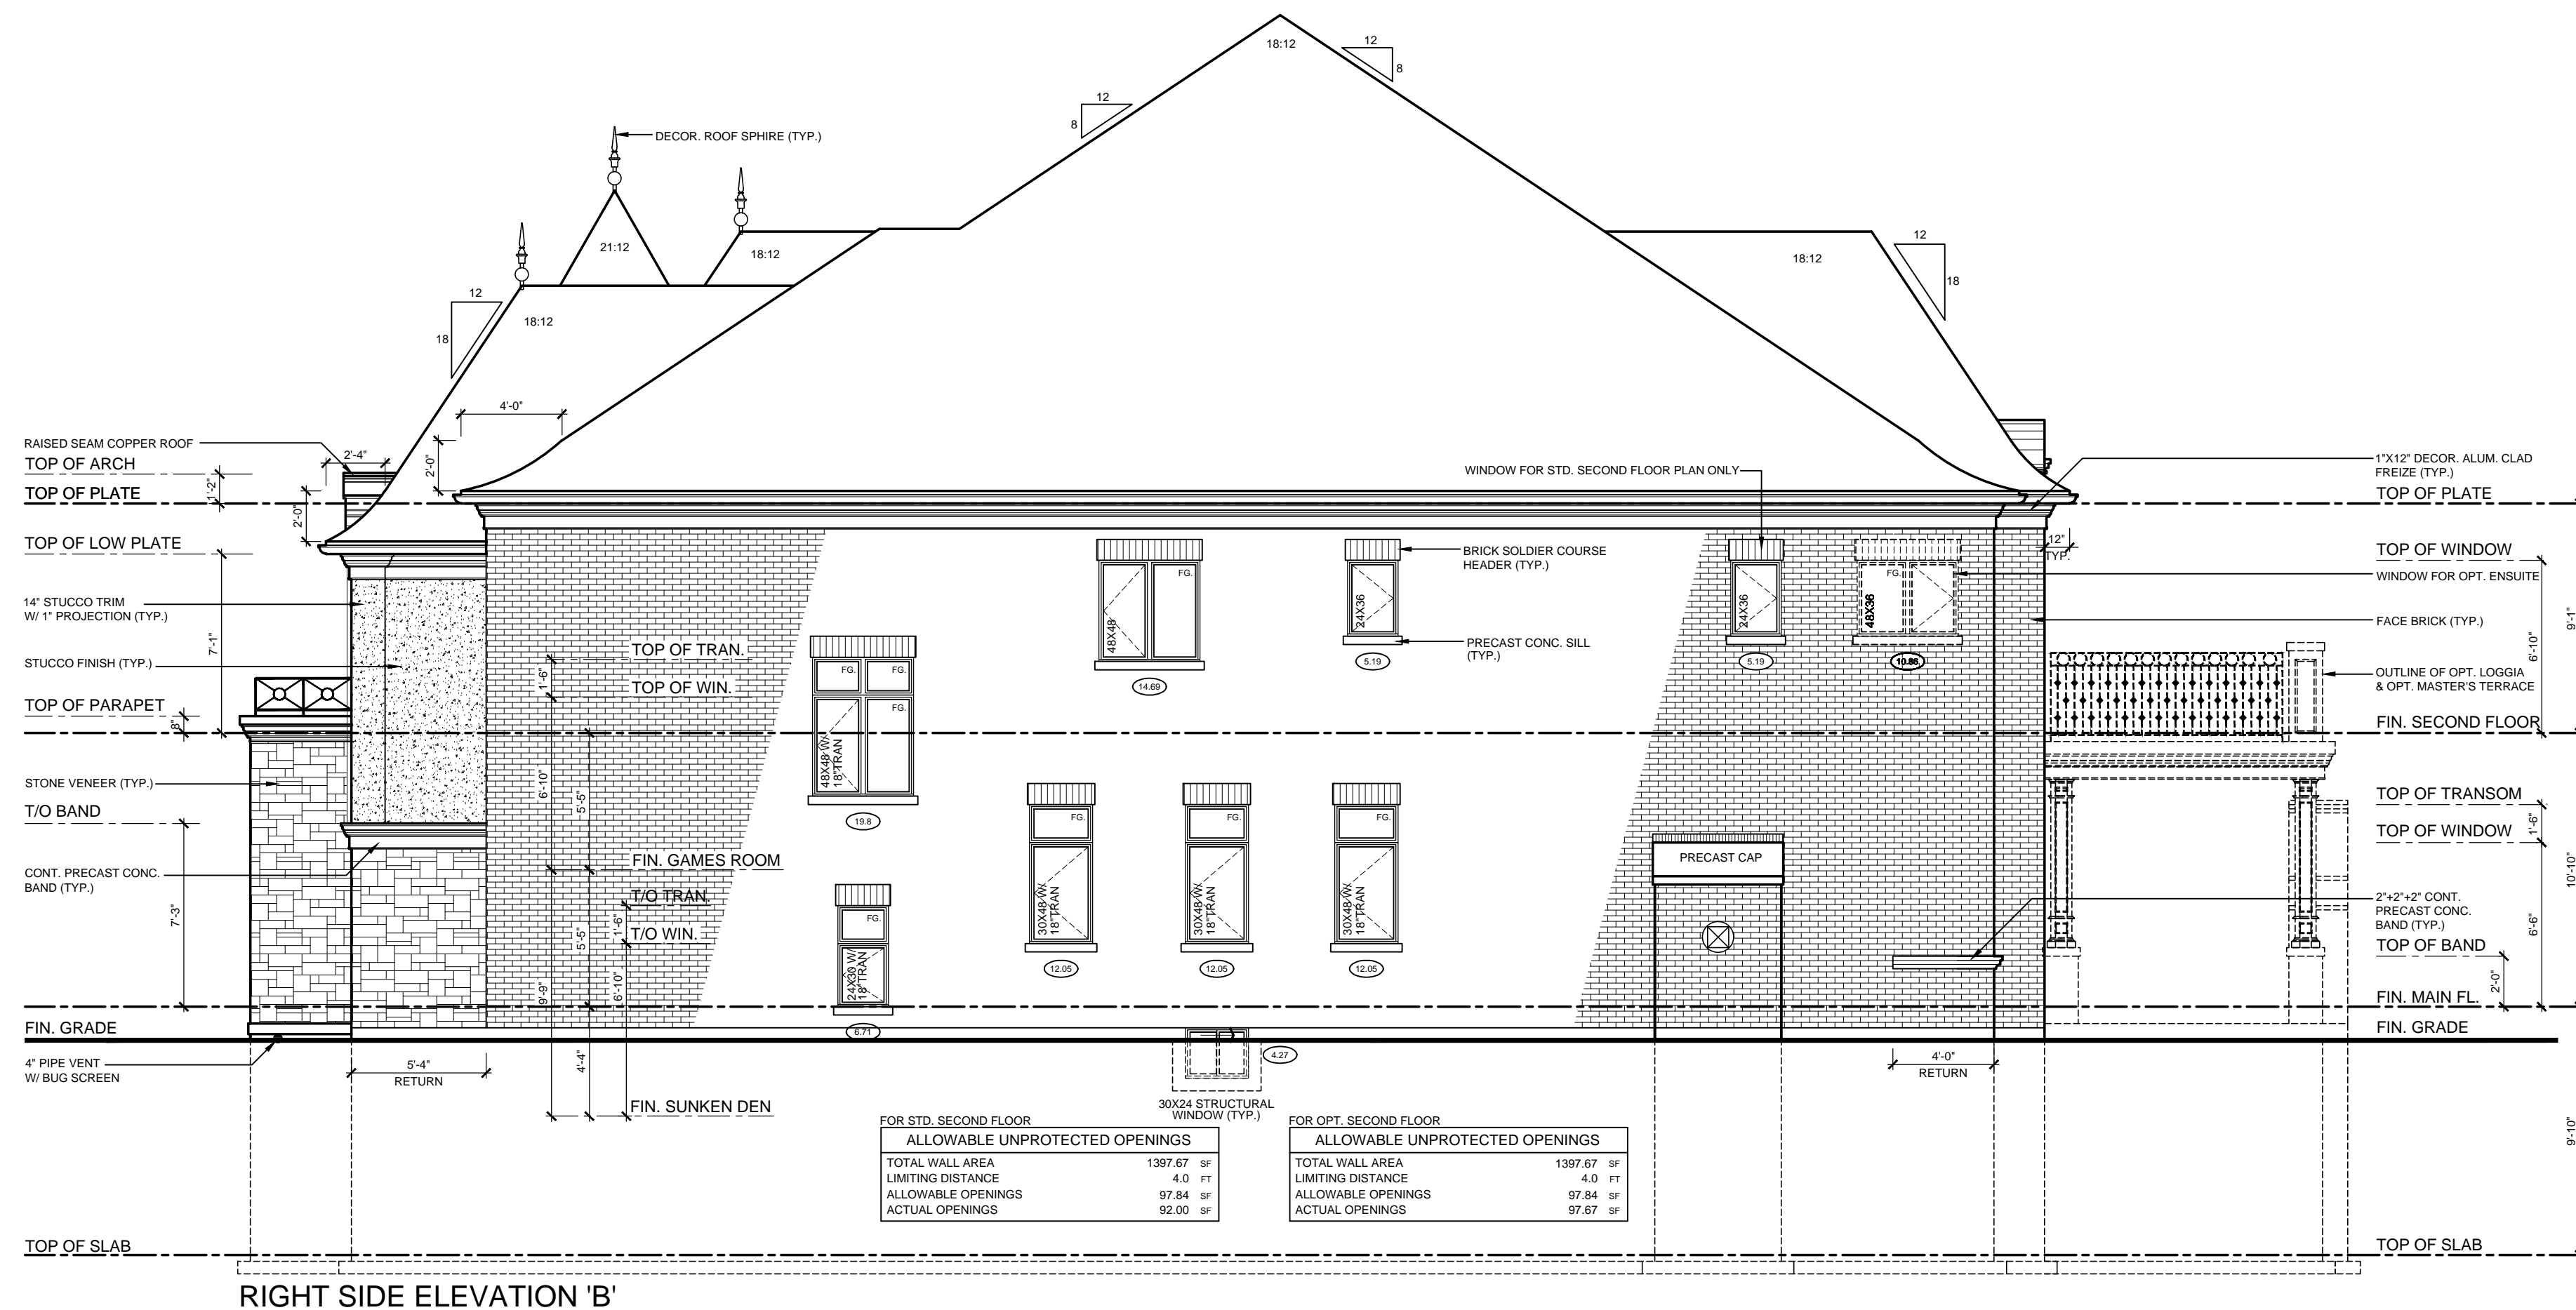 18:12
12
8
12
8
DECOR. ROOF SPHIRE (TYP.)
21:12
18:12
12
18:12
18
12
18:12
18
4'-0"
RAISED SEAM COPPER ROOF
TOP OF ARCH
2'-4"
2'-0"
1'-2"
TOP OF PLATE
2'-0"
WINDOW FOR STD. SECOND FLOOR PLAN ONLY
1"X12" DECOR. ALUM. CLAD
FREIZE (TYP.)
TOP OF PLATE
TOP OF LOW PLATE
BRICK SOLDIER COURSE
HEADER (TYP.)
12"
TYP.
TOP OF WINDOW
WINDOW FOR OPT. ENSUITE
FG.
FG.
14" STUCCO TRIM
W/ 1" PROJECTION (TYP.)
7'-1"
48X48
24X36
24X36
48X36
FACE BRICK (TYP.)
9'-1"
6'-10"
PRECAST CONC. SILL
(TYP.)
STUCCO FINISH (TYP.)
TOP OF TRAN.
1'-6"
TOP OF WIN.
FG.
FG.
FG.
14.69
5.19
5.19
OUTLINE OF OPT. LOGGIA
& OPT. MASTER'S TERRACE
TOP OF PARAPET
8"
FIN. SECOND FLOOR
48X48 W/
18"TRAN
STONE VENEER (TYP.)
6'-10"
5'-5"
T/O BAND
19.8
FG.
FG.
FG.
TOP OF TRANSOM
1'-6"
TOP OF WINDOW
FIN. GAMES ROOM
PRECAST CAP
CONT. PRECAST CONC.
BAND (TYP.)
7'-3"
T/O TRAN.
1'-6"
T/O WIN.
FG.
30X48 W/
18"TRAN
30X48 W/
18"TRAN
30X48 W/
18"TRAN
10'-10"
6'-6"
2"+2"+2" CONT.
PRECAST CONC.
BAND (TYP.)
TOP OF BAND
5'-5"
24X30 W/
18"TRAN
12.05
12.05
12.05
9'-9"
6'-10"
2'-0"
FIN. MAIN FL.
FIN. GRADE
6.71
FIN. GRADE
4" PIPE VENT
W/ BUG SCREEN
5'-4"
RETURN
4'-4"
4.27
4'-0"
RETURN
FIN. SUNKEN DEN
30X24 STRUCTURAL
WINDOW (TYP.)
9'-10"
FOR STD. SECOND FLOOR
ALLOWABLE UNPROTECTED OPENINGS
TOTAL WALL AREA 1397.67 SF
LIMITING DISTANCE 4.0 FT
ALLOWABLE OPENINGS 97.84 SF
ACTUAL OPENINGS 92.00 SF
FOR OPT. SECOND FLOOR
ALLOWABLE UNPROTECTED OPENINGS
TOTAL WALL AREA 1397.67 SF
LIMITING DISTANCE 4.0 FT
ALLOWABLE OPENINGS 97.84 SF
ACTUAL OPENINGS 97.67 SF
TOP OF SLAB
TOP OF SLAB
RIGHT SIDE ELEVATION 'B'